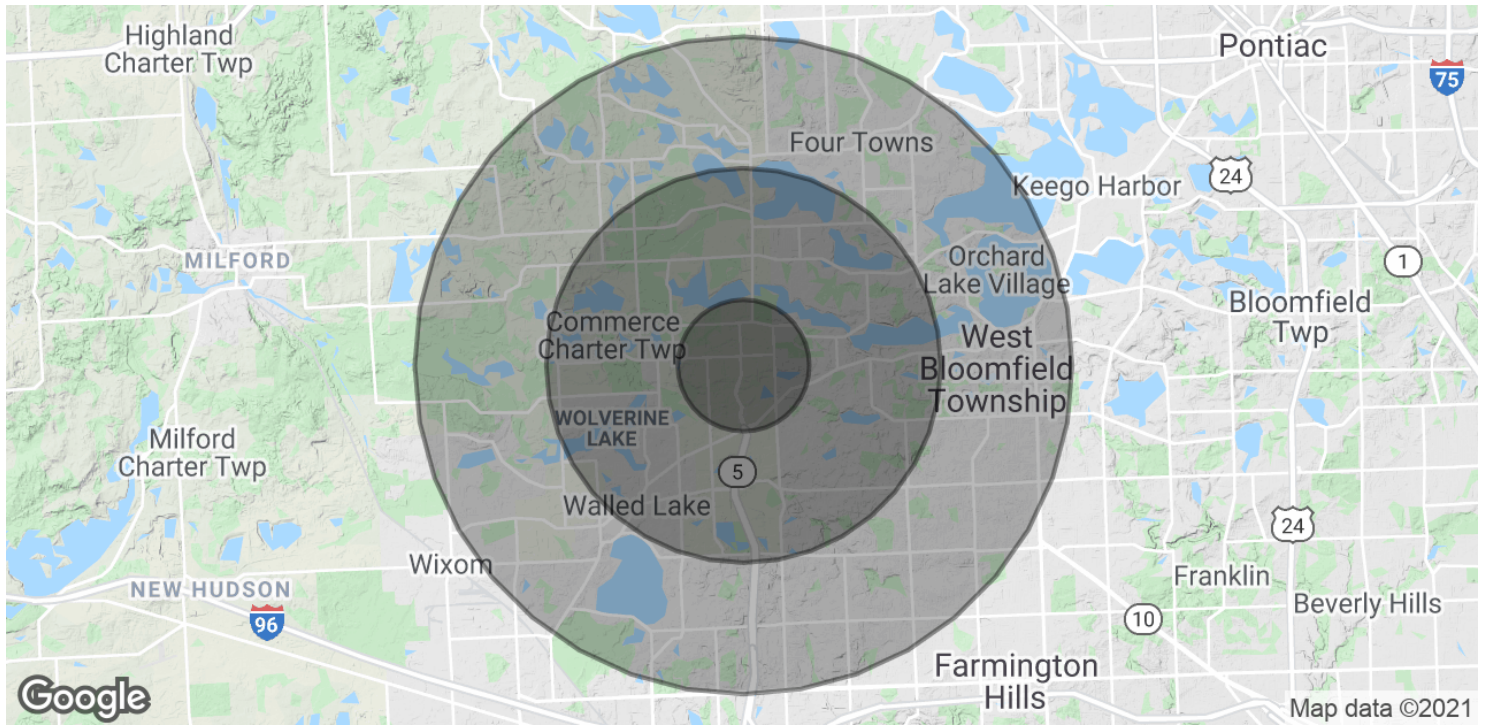 Highland
Charter Twp
Pontiac
75
Four Towns
24
Keego Harbor
MILFORD
Orchard
Lake Village
1
Bloomfield
Twp
Commerce
Charter Twp
West
Bloomfield
Township
WOLVERINE
LAKE
Milford
Charter Twp
5
Walled Lake
24
Wixom
NEW HUDSON
Franklin
Beverly Hills
96
10
Farmington
Hills
Google
Map data ©2021